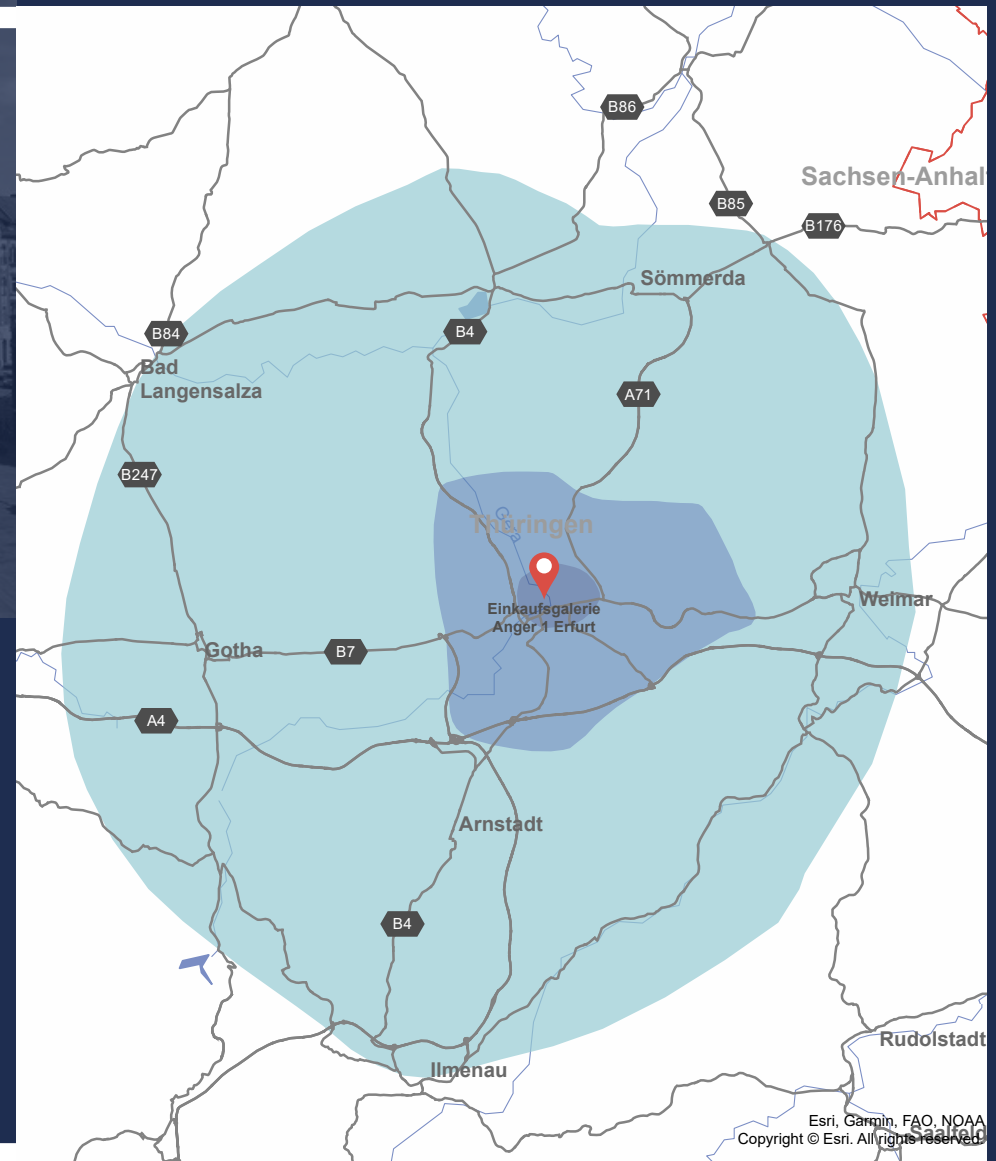 B86
Sachsen-Anhal
B85
B176
Sömmerda
B84
B4
Bad
Langensalza
A71
B247
Thüringen
Einkaufsgalerie
Anger 1 Erfurt
Weimar
Gotha
B7
A4
Arnstadt
B4
Rudolstadt
Ilmenau
Esri, Garmin, FAO, NOAA
Saalfeld
Copyright © Esri. All rights reserved.